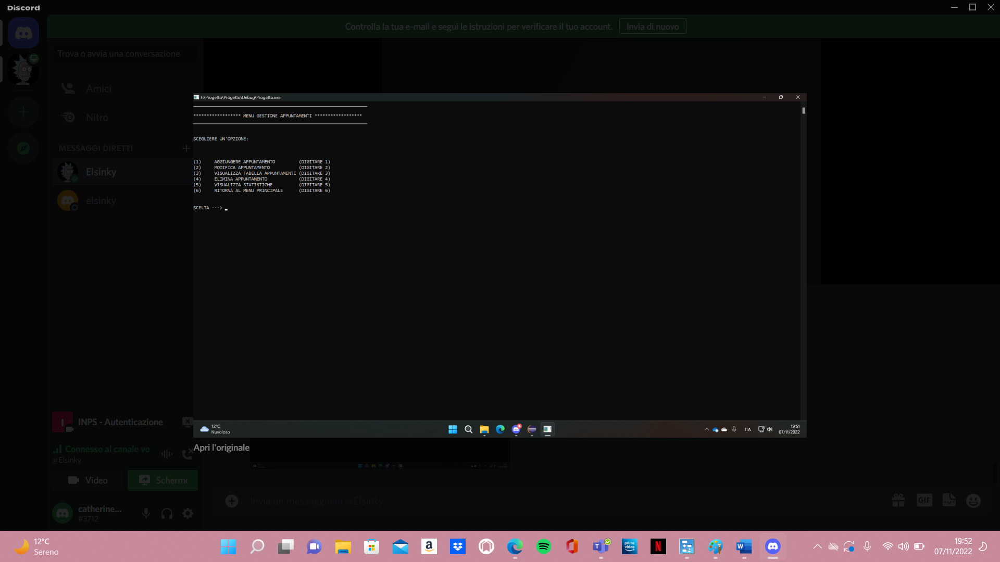 Discord
Controlla la tua e-mail e segui le istruzioni per verificare il tuo account.
Invia di nuovo
Trova o avvia una conversazione
Amici
Nitro
MESSAGGI DIRETTI
Elsinky
elsinky
F:\Progetto\Progetto\Debug\Progetto.exe
****************** MENU GESTIONE APPUNTAMENTI ******************
SCEGLIERE UN'OPZIONE:
(1) AGGIUNGERE APPUNTAMENTO (DIGITARE 1)
(2) MODIFICA APPUNTAMENTO (DIGITARE 2)
(3) VISUALIZZA TABELLA APPUNTAMENTI (DIGITARE 3)
(4) ELIMINA APPUNTAMENTO (DIGITARE 4)
(5) VISUALIZZA STATISTICHE (DIGITARE 5)
(6) RITORNA AL MENU PRINCIPALE (DIGITARE 6)
SCELTA ---> _
12°C
Nuvoloso
ITA
19:51
07/11/2022
Apri l'originale
I
INPS - Autenticazione
Connesso al canale vo
@Elsinky
Video
Schermo
catherine...
#3712
Invia un messaggio in @Elsinky
GIF
12°C
Sereno
a
T
prime video
N
W
19:52
07/11/2022